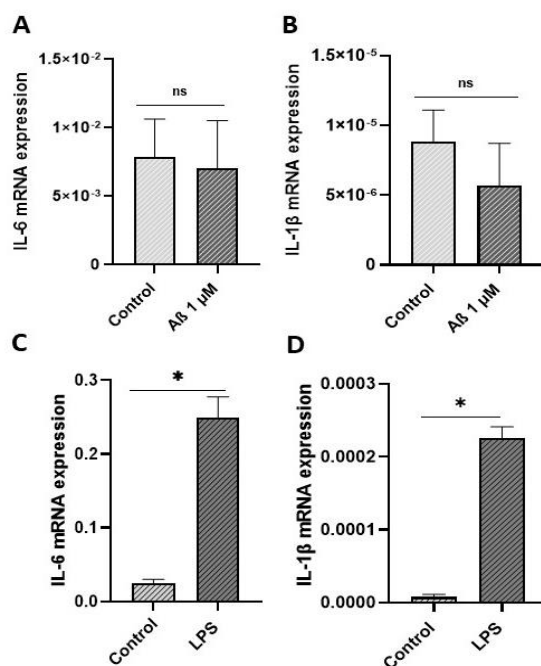 A
IL-6 mRNA expression
1.5×10⁻²
1×10⁻²
5×10⁻³
0
ns
Control
Aß 1 µM
B
IL-1β mRNA expression
1.5×10⁻⁵
1×10⁻⁵
5×10⁻⁶
0
ns
Control
Aß 1 µM
C
IL-6 mRNA expression
0.3
0.2
0.1
0.0
*
Control
LPS
D
IL-1β mRNA expression
0.0003
0.0002
0.0001
0.0000
*
Control
LPS